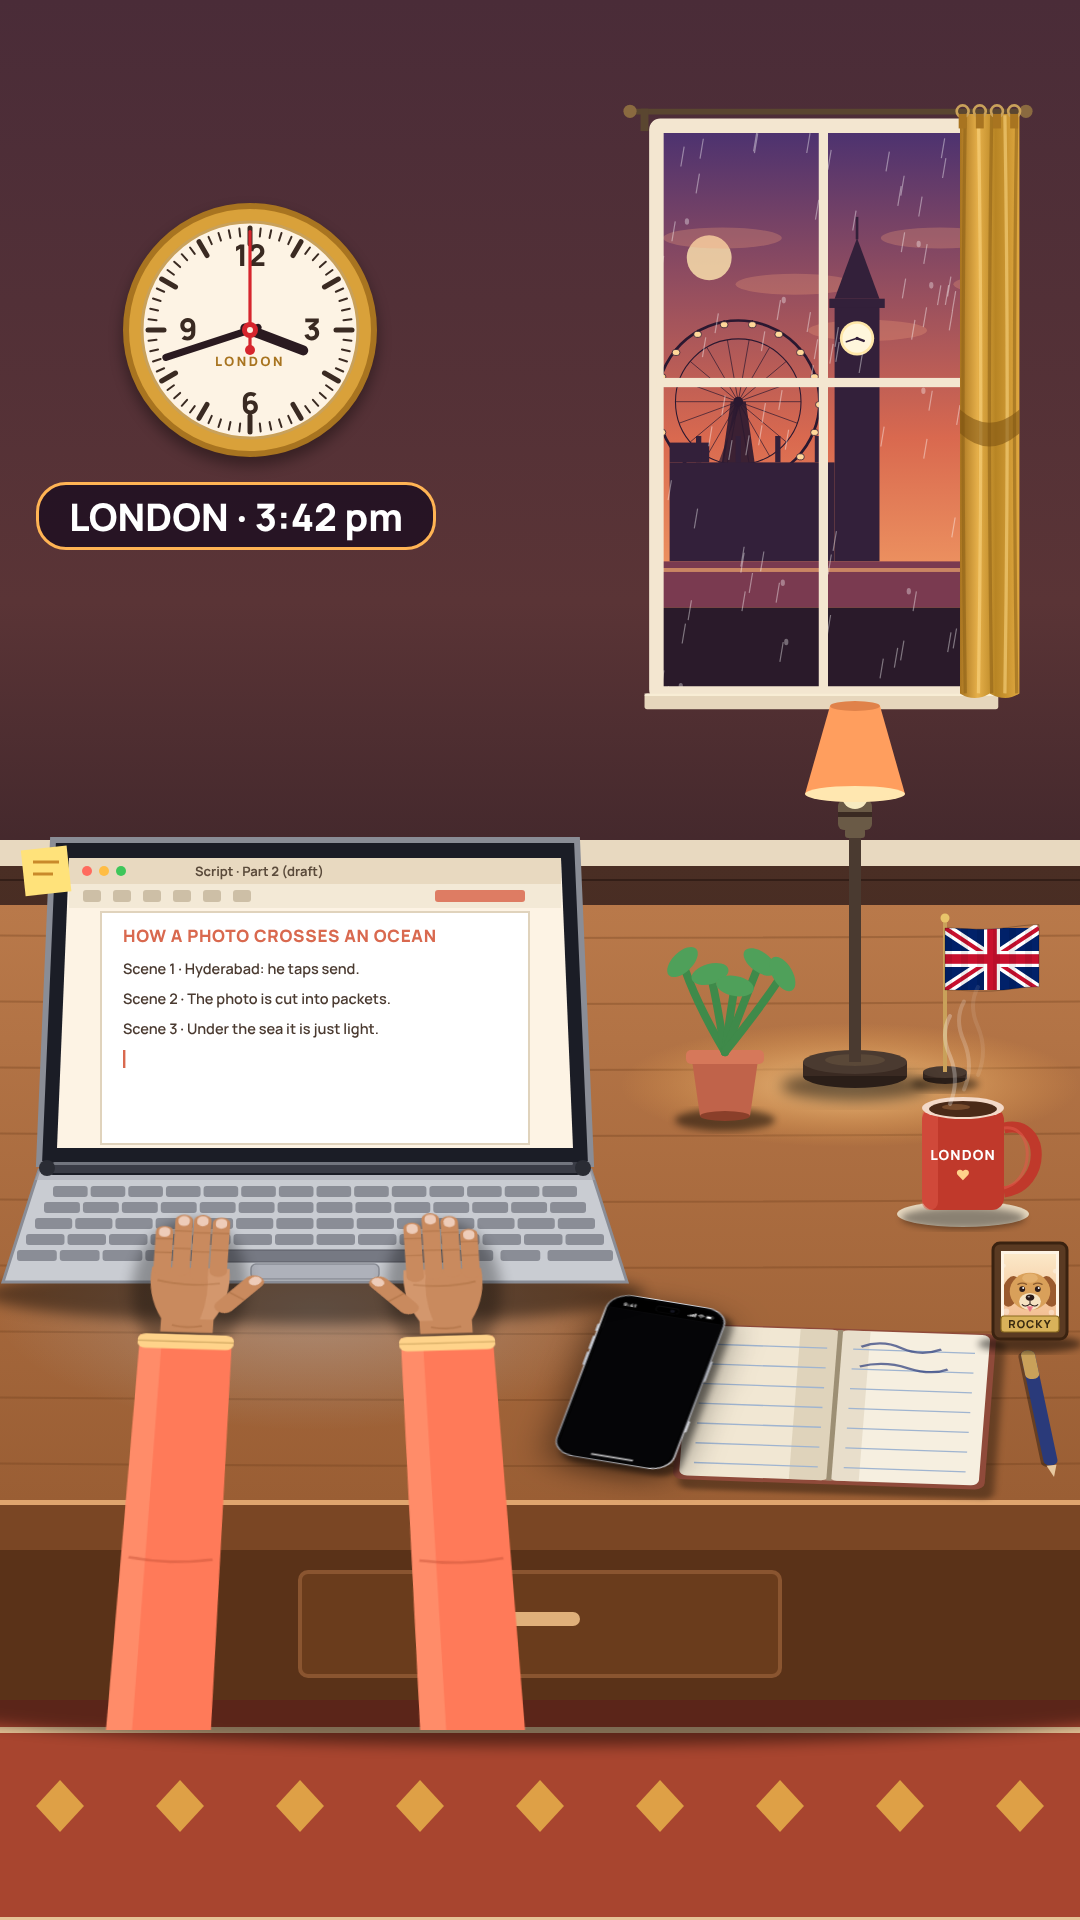 12
9
3
LONDON
6
LONDON · 3:42 pm
Script · Part 2 (draft)
HOW A PHOTO CROSSES AN OCEAN
Scene 1 · Hyderabad: he taps send.
Scene 2 · The photo is cut into packets.
Scene 3 · Under the sea it is just light.
LONDON
ROCKY